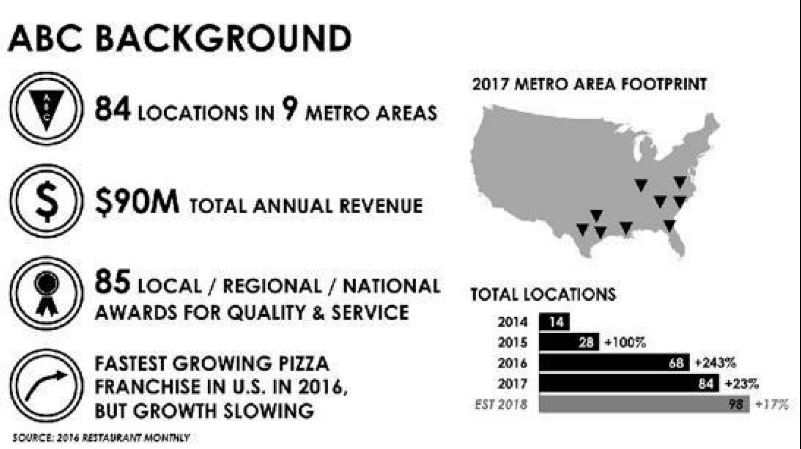 ABC BACKGROUND
ABC
84 LOCATIONS IN 9 METRO AREAS
$
$90M TOTAL ANNUAL REVENUE
85 LOCAL / REGIONAL / NATIONAL
AWARDS FOR QUALITY & SERVICE
FASTEST GROWING PIZZA
FRANCHISE IN U.S. IN 2016,
BUT GROWTH SLOWING
SOURCE: 2016 RESTAURANT MONTHLY
2017 METRO AREA FOOTPRINT
TOTAL LOCATIONS
2014 14
2015 28 +100%
2016 68 +243%
2017 84 +23%
EST 2018 98 +17%